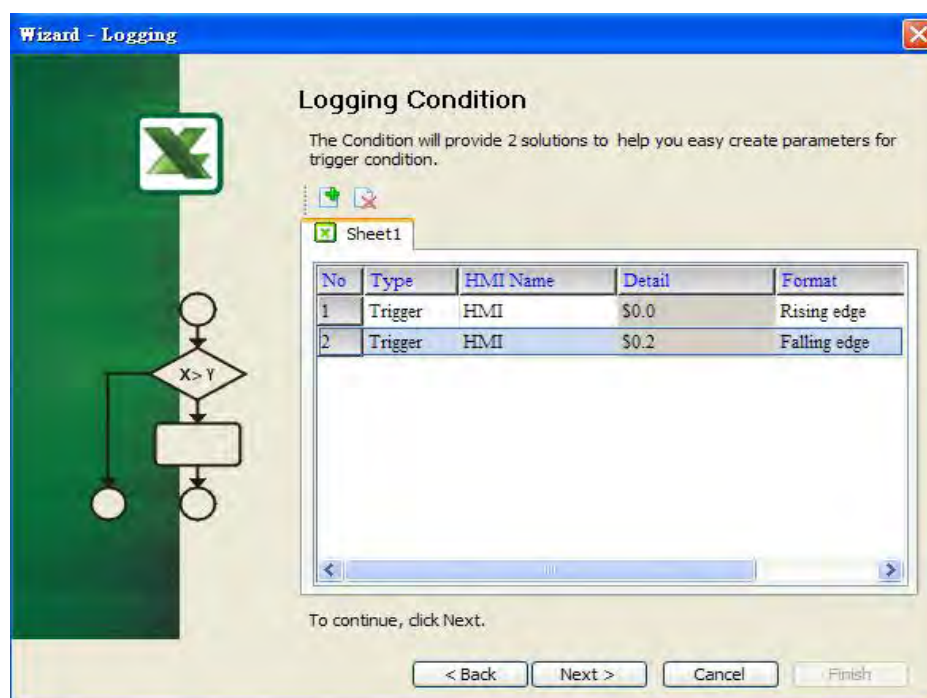 Wizard - Logging
Logging Condition
The Condition will provide 2 solutions to help you easy create parameters for
trigger condition.
Sheet1
No Type HMI Name Detail Format
1 Trigger HMI $0.0 Rising edge
2 Trigger HMI $0.2 Falling edge
X> Y
To continue, click Next.
< Back Next > Cancel Finish